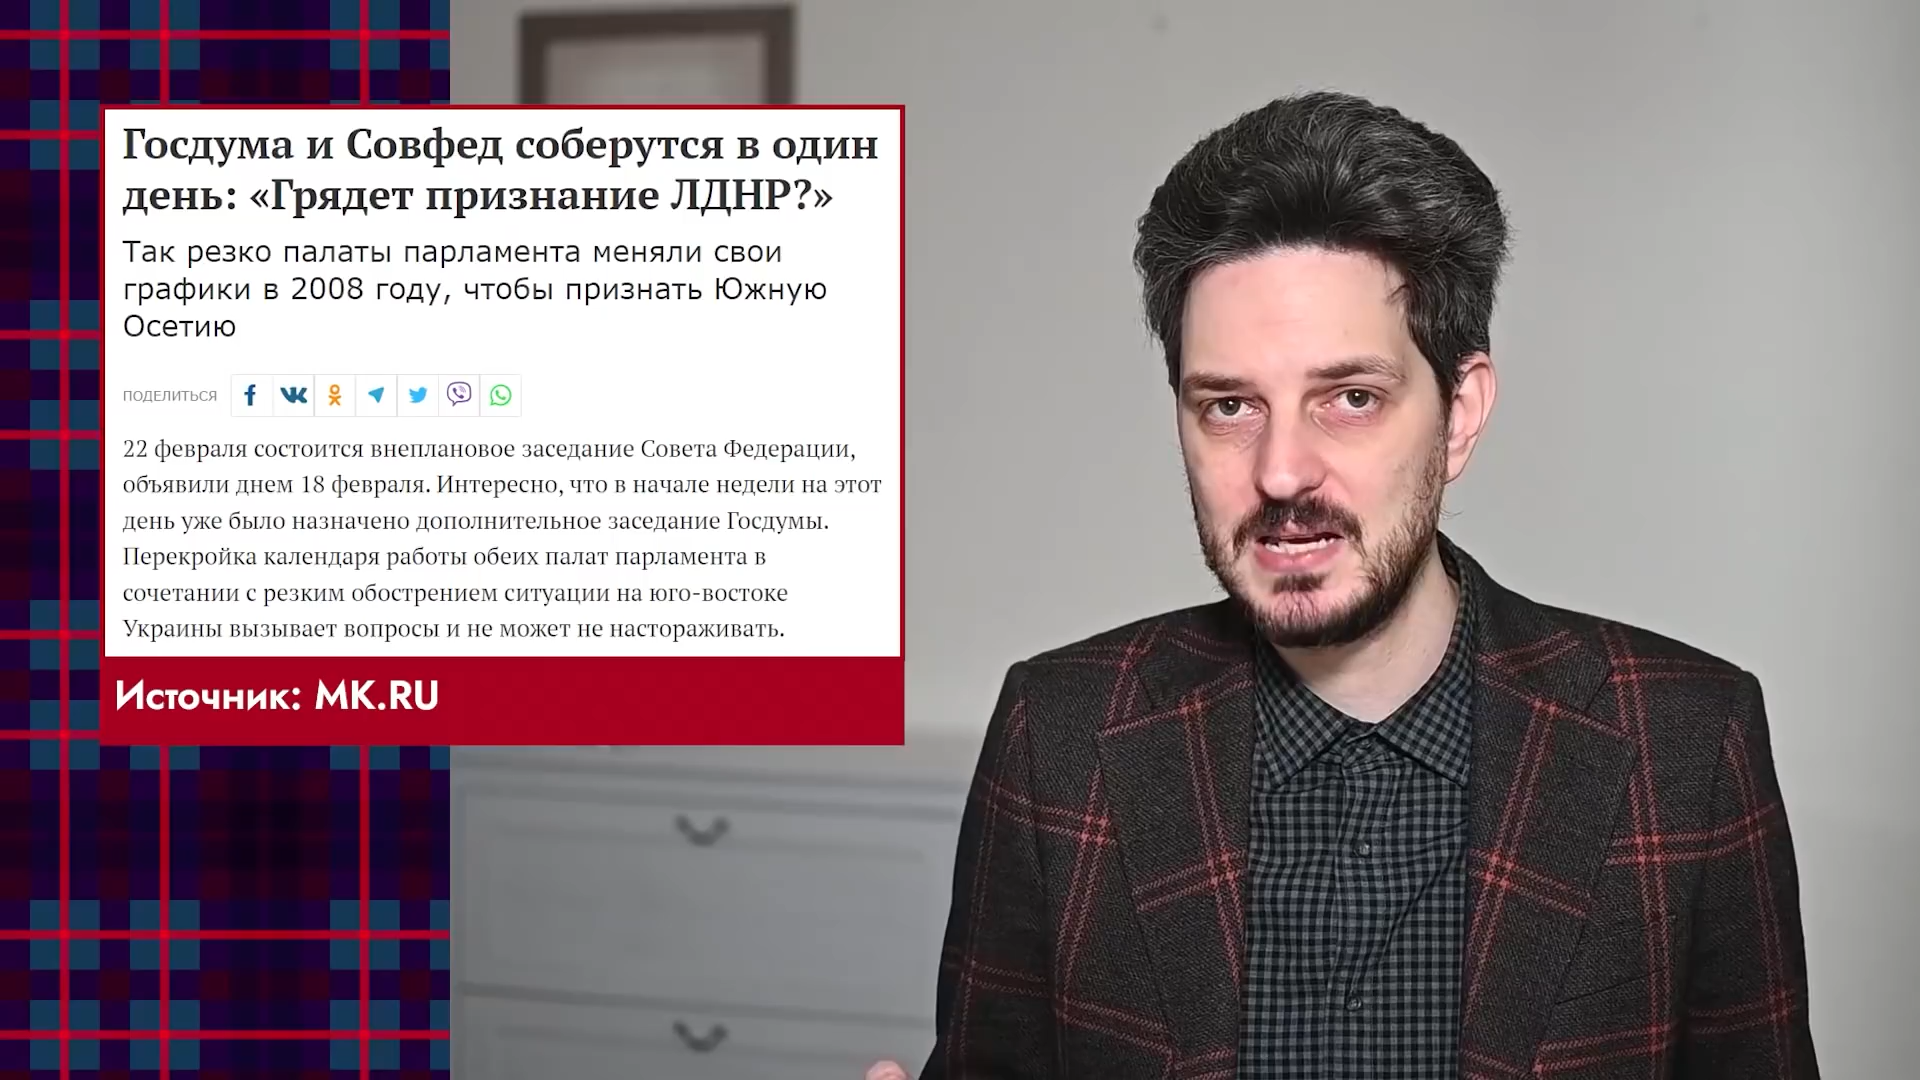 Госдума и Совфед соберутся в один
день: «Грядет признание ЛДНР?»
Так резко палаты парламента меняли свои
графики в 2008 году, чтобы признать Южную
Осетию
ПОДЕЛИТЬСЯ
22 февраля состоится внеплановое заседание Совета Федерации,
объявили днем 18 февраля. Интересно, что в начале недели на этот
день уже было назначено дополнительное заседание Госдумы.
Перекройка календаря работы обеих палат парламента в
сочетании с резким обострением ситуации на юго-востоке
Украины вызывает вопросы и не может не настораживать.
Источник: MK.RU